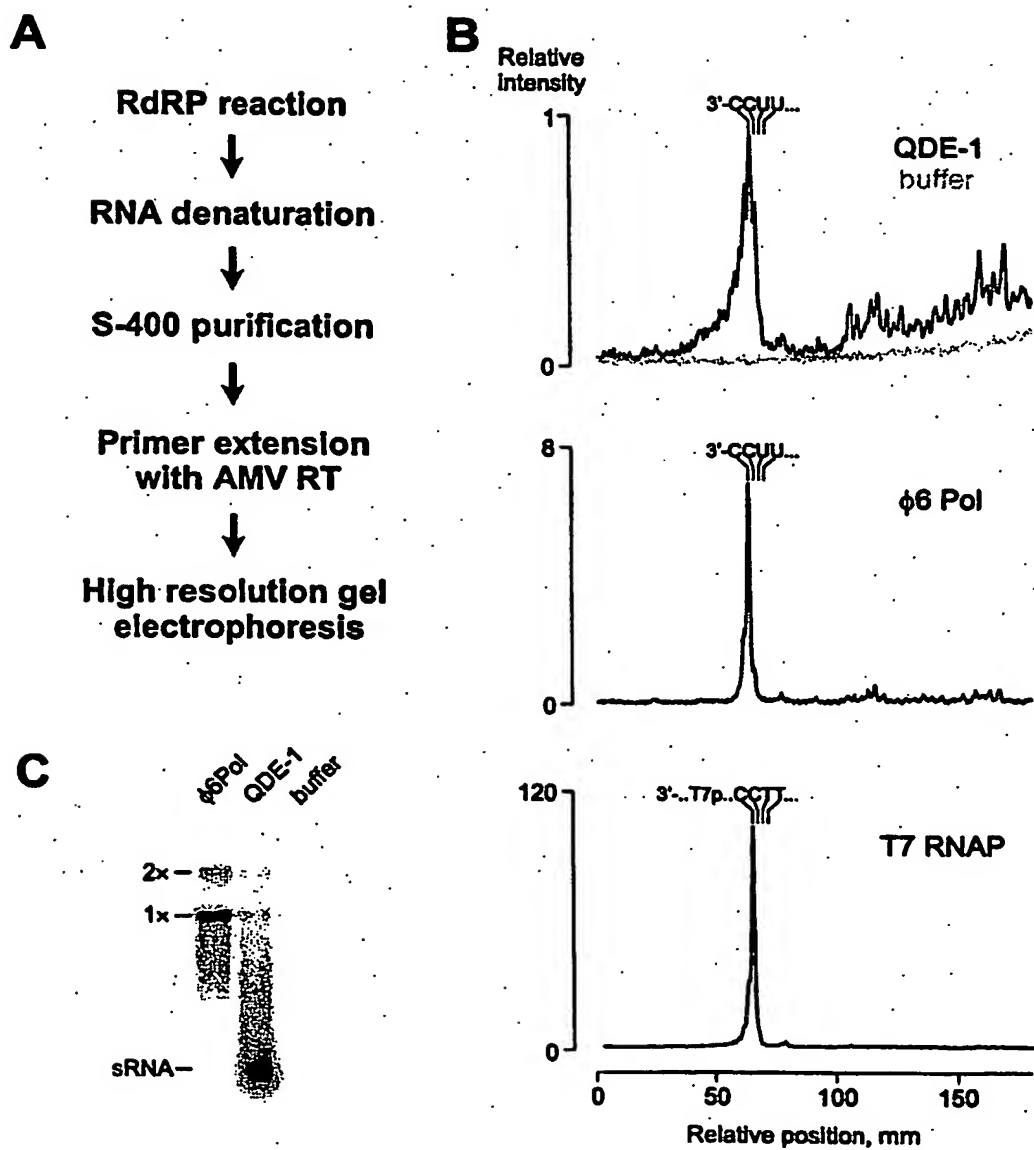 A
RdRP reaction
RNA denaturation
S-400 purification
Primer extension
with AMV RT
High resolution gel
electrophoresis
B
Relative
intensity
1
0
3'-CCUU...
QDE-1
buffer
8
0
3'-CCUU...
ϕ6 Pol
120
0
3'-..T7p..CCTT...
T7 RNAP
0
50
100
150
Relative position, mm
C
ϕ6Pol
QDE-1
buffer
2x
1x
sRNA